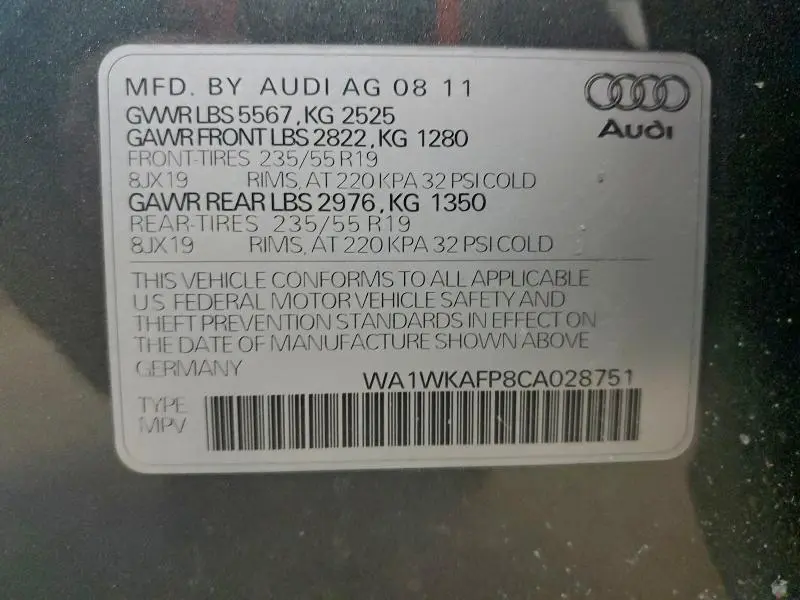 MFD. BY AUDI AG 08 11
GVWR LBS 5567, KG 2525
GAWR FRONT LBS 2822, KG 1280
FRONT-TIRES 235/55 R19
8JX19 RIMS, AT 220 KPA 32 PSI COLD
GAWR REAR LBS 2976, KG 1350
REAR-TIRES 235/55 R19
8JX19 RIMS, AT 220 KPA 32 PSI COLD
Audi
THIS VEHICLE CONFORMS TO ALL APPLICABLE
U.S. FEDERAL MOTOR VEHICLE SAFETY AND
THEFT PREVENTION STANDARDS IN EFFECT ON
THE DATE OF MANUFACTURE SHOWN ABOVE
GERMANY
WA1WKAFP8CA028751
TYPE
MPV